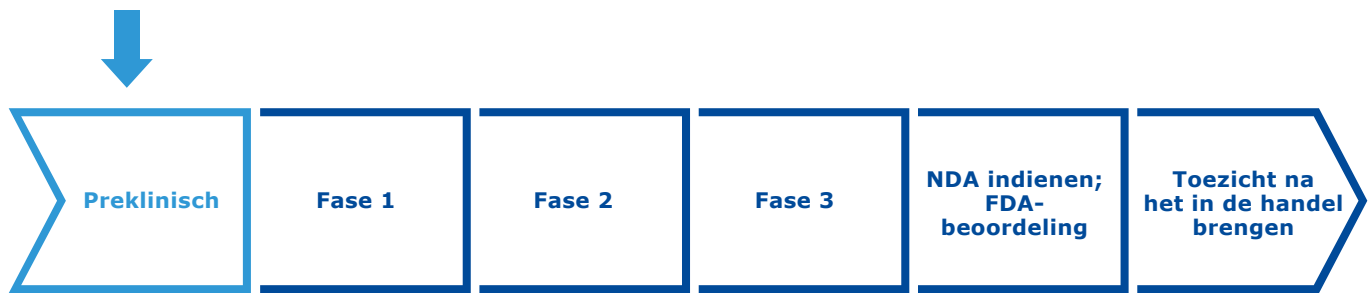 Preklinisch
Fase 1
Fase 2
Fase 3
NDA indienen;
FDA-
beoordeling
Toezicht na
het in de handel
brengen